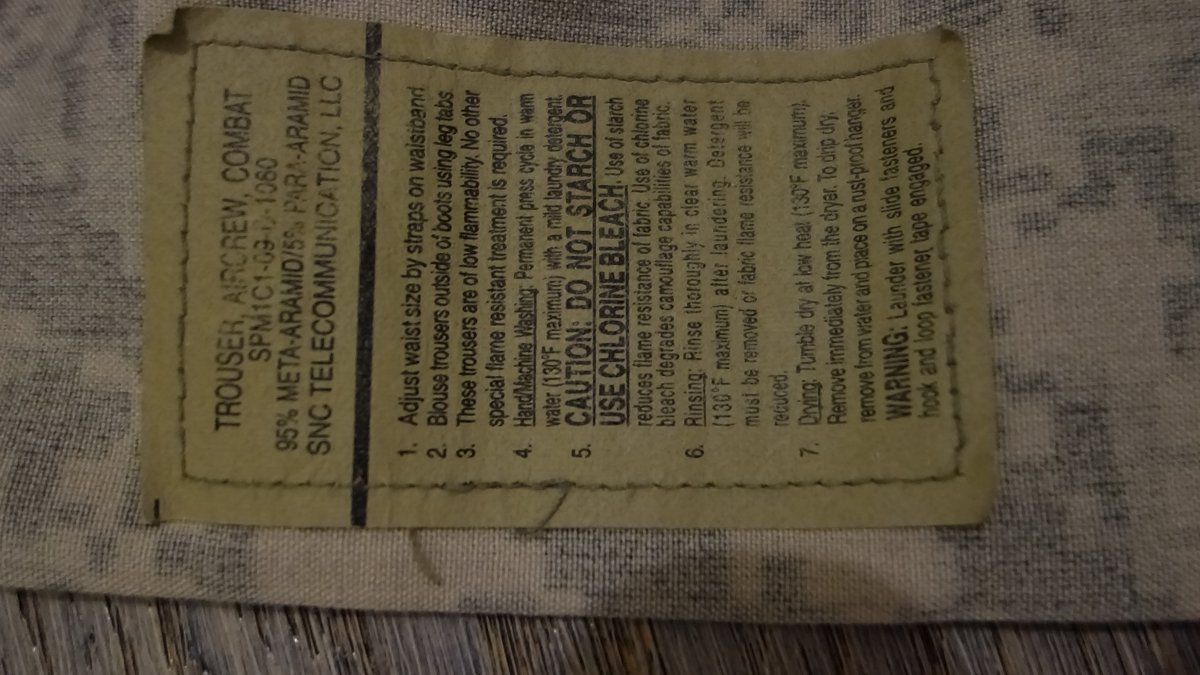 TROUSER, AIRCREW, COMBAT
SPM1C1-09-D-1060
95% META-ARAMID/5% PARA-ARAMID
SNC TELECOMMUNICATION, LLC
1. Adjust waist size by straps on waistband
2. Blouse trousers outside of boots using leg tabs
3. These trousers are of low flammability. No other
special flame resistant treatment is required.
4. Hand/Machine Washing: Permanent press cycle in warm
water (130°F maximum) with a mild laundry detergent.
5. CAUTION: DO NOT STARCH OR
USE CHLORINE BLEACH. Use of starch
reduces flame resistance of fabric. Use of chlorine
bleach degrades camouflage capabilities of fabric.
6. Rinsing: Rinse thoroughly in clear warm water
(130°F maximum) after laundering. Detergent
must be removed or fabric flame resistance will be
reduced.
7. Drying: Tumble dry at low heat (130°F maximum).
Remove immediately from the dryer. To drip dry,
remove from water and place on a rust-proof hanger.
WARNING: Launder with slide fasteners and
hook and loop fastener tape engaged.